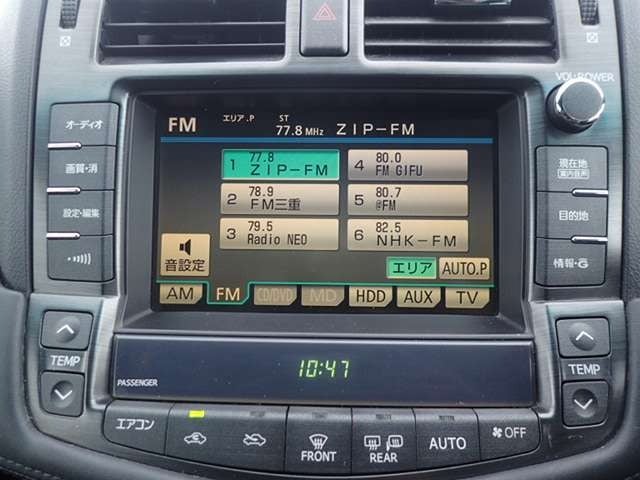 VOL·POWER
オーディオ
画質・消
設定・編集
FM エリア.P ST 77.8 MHz ZIP-FM
1 77.8 ZIP-FM
2 78.9 FM三重
3 79.5 Radio NEO
4 80.0 FM GIFU
5 80.7 @FM
6 82.5 NHK-FM
音設定
エリア
AUTO.P
AM
FM
CD/DVD
MD
HDD
AUX
TV
現在地
(案内音声)
目的地
情報・G
TEMP
TEMP
PASSENGER
10:47
エアコン
FRONT
REAR
AUTO
OFF